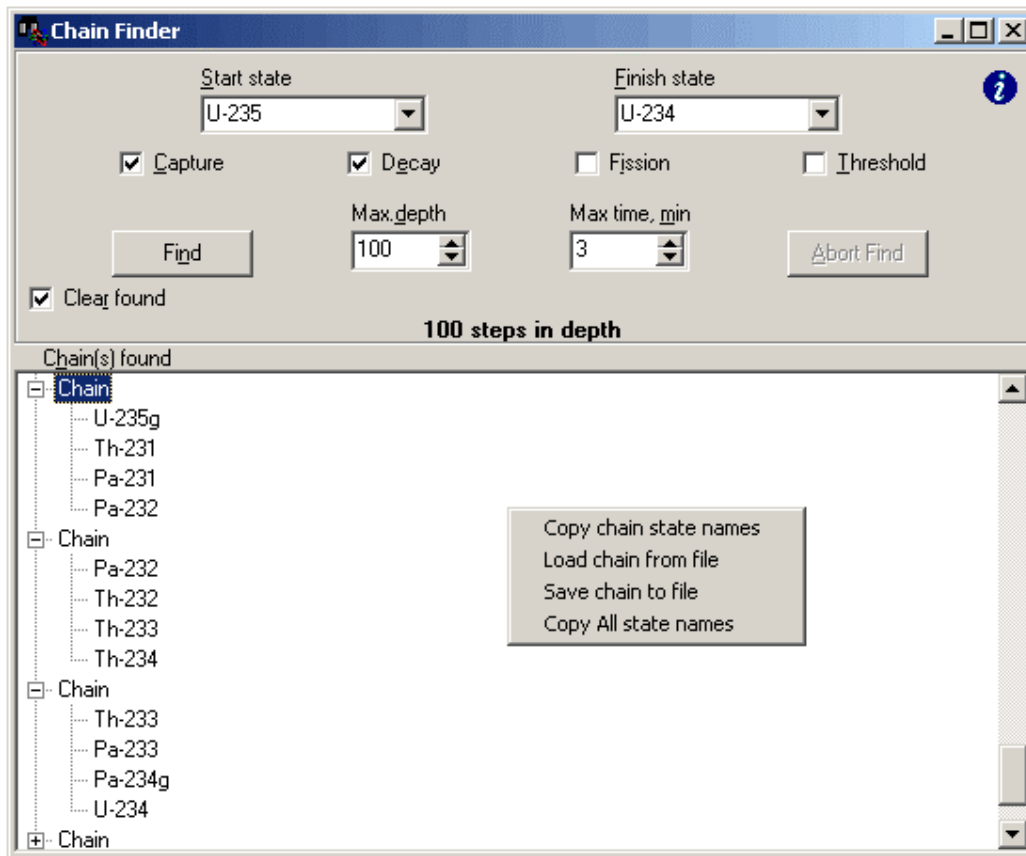 Chain Finder
Start state
Finish state
U-235
U-234
Capture
Decay
Fission
Threshold
Max.depth
Max time, min
Find
100
3
Abort Find
Clear found
100 steps in depth
Chain(s) found
Chain
U-235g
Th-231
Pa-231
Pa-232
Chain
Pa-232
Th-232
Th-233
Th-234
Chain
Th-233
Pa-233
Pa-234g
U-234
Chain
Copy chain state names
Load chain from file
Save chain to file
Copy All state names